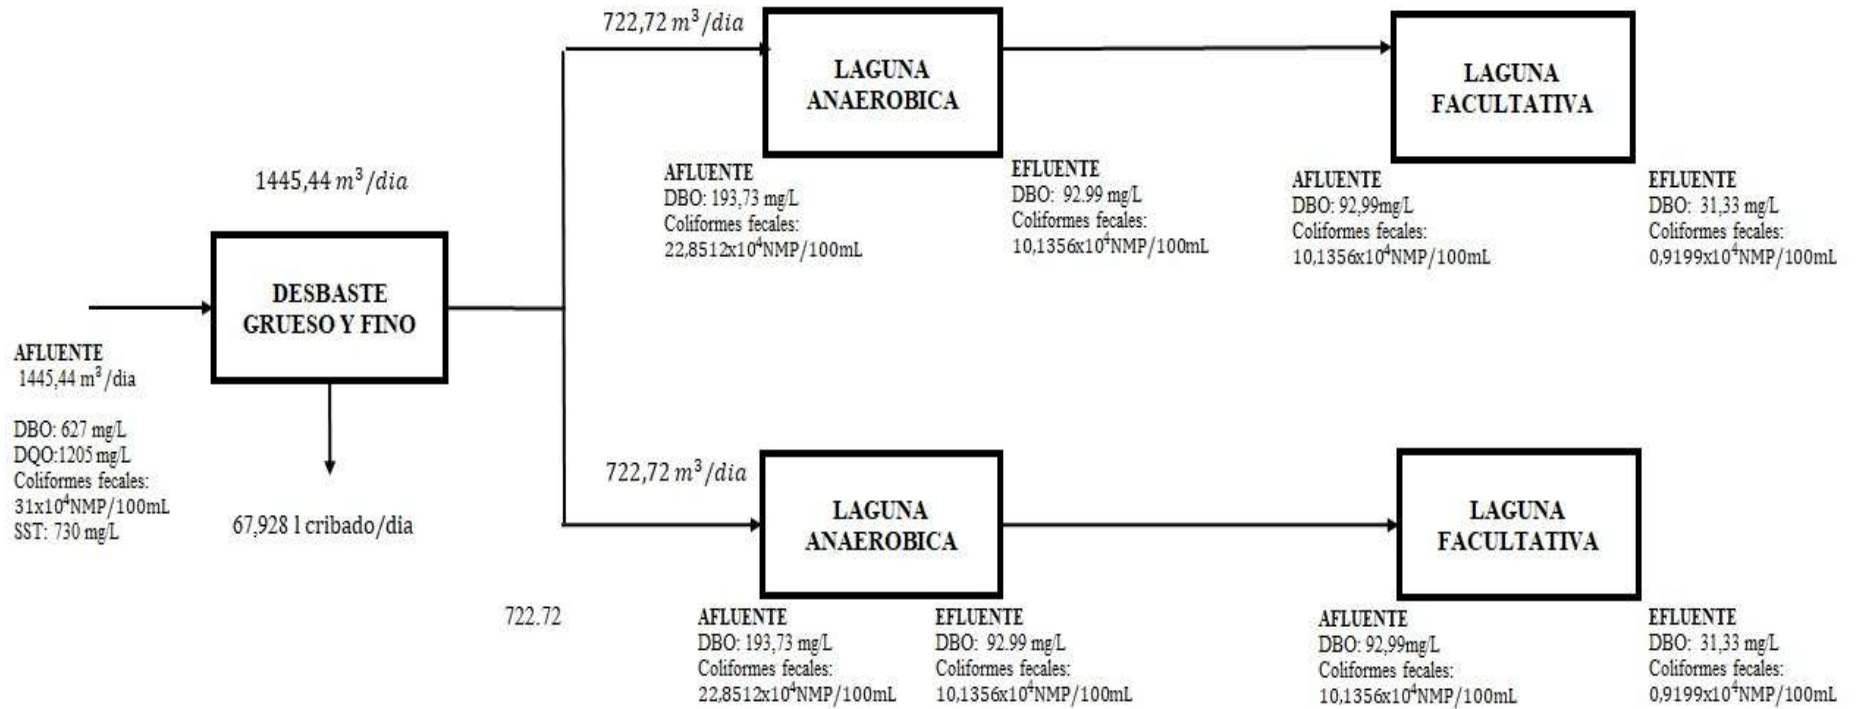 722,72 m³/dia
LAGUNA
ANAEROBICA
LAGUNA
FACULTATIVA
AFLUENTE
DBO: 193,73 mg/L
Coliformes fecales:
22,8512x10⁴NMP/100mL
EFLUENTE
DBO: 92.99 mg/L
Coliformes fecales:
10,1356x10⁴NMP/100mL
AFLUENTE
DBO: 92,99mg/L
Coliformes fecales:
10,1356x10⁴NMP/100mL
EFLUENTE
DBO: 31,33 mg/L
Coliformes fecales:
0,9199x10⁴NMP/100mL
1445,44 m³/dia
DESBASTE
GRUESO Y FINO
AFLUENTE
1445,44 m³/dia
DBO: 627 mg/L
DQO:1205 mg/L
Coliformes fecales:
31x10⁴NMP/100mL
SST: 730 mg/L
67,928 l cribado/dia
722,72 m³/dia
LAGUNA
ANAEROBICA
LAGUNA
FACULTATIVA
722.72
AFLUENTE
DBO: 193,73 mg/L
Coliformes fecales:
22,8512x10⁴NMP/100mL
EFLUENTE
DBO: 92.99 mg/L
Coliformes fecales:
10,1356x10⁴NMP/100mL
AFLUENTE
DBO: 92,99mg/L
Coliformes fecales:
10,1356x10⁴NMP/100mL
EFLUENTE
DBO: 31,33 mg/L
Coliformes fecales:
0,9199x10⁴NMP/100mL